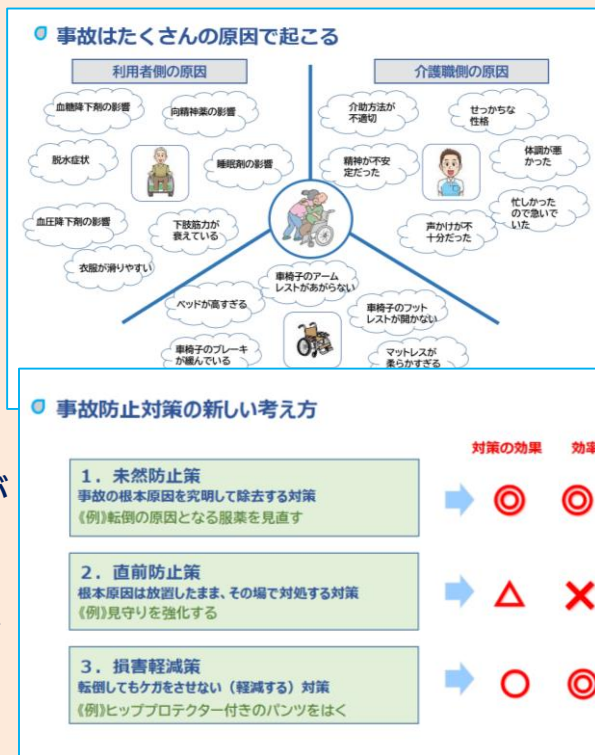 事故はたくさんの原因で起こる
利用者側の原因
介護職側の原因
血糖降下剤の影響
向精神薬の影響
脱水症状
睡眠剤の影響
血圧降下剤の影響
下肢筋力が
衰えている
衣服が滑りやすい
介助方法が
不適切
せっかちな
性格
精神が不安
定だった
体調が悪
かった
忙しかった
ので急いで
いた
声かけが不
十分だった
車椅子のアーム
レストがあがらない
ベッドが高すぎる
車椅子のフット
レストが開かない
車椅子のブレーキ
が緩んでいる
マットレスが
柔らかすぎる
が
事故防止対策の新しい考え方
対策の効果
効率
1．未然防止策
事故の根本原因を究明して除去する対策
《例》転倒の原因となる服薬を見直す
◎ ◎
2．直前防止策
根本原因は放置したまま、その場で対処する対策
《例》見守りを強化する
△ ×
3．損害軽減策
転倒してもケガをさせない（軽減する）対策
《例》ヒッププロテクター付きのパンツをはく
○ ◎